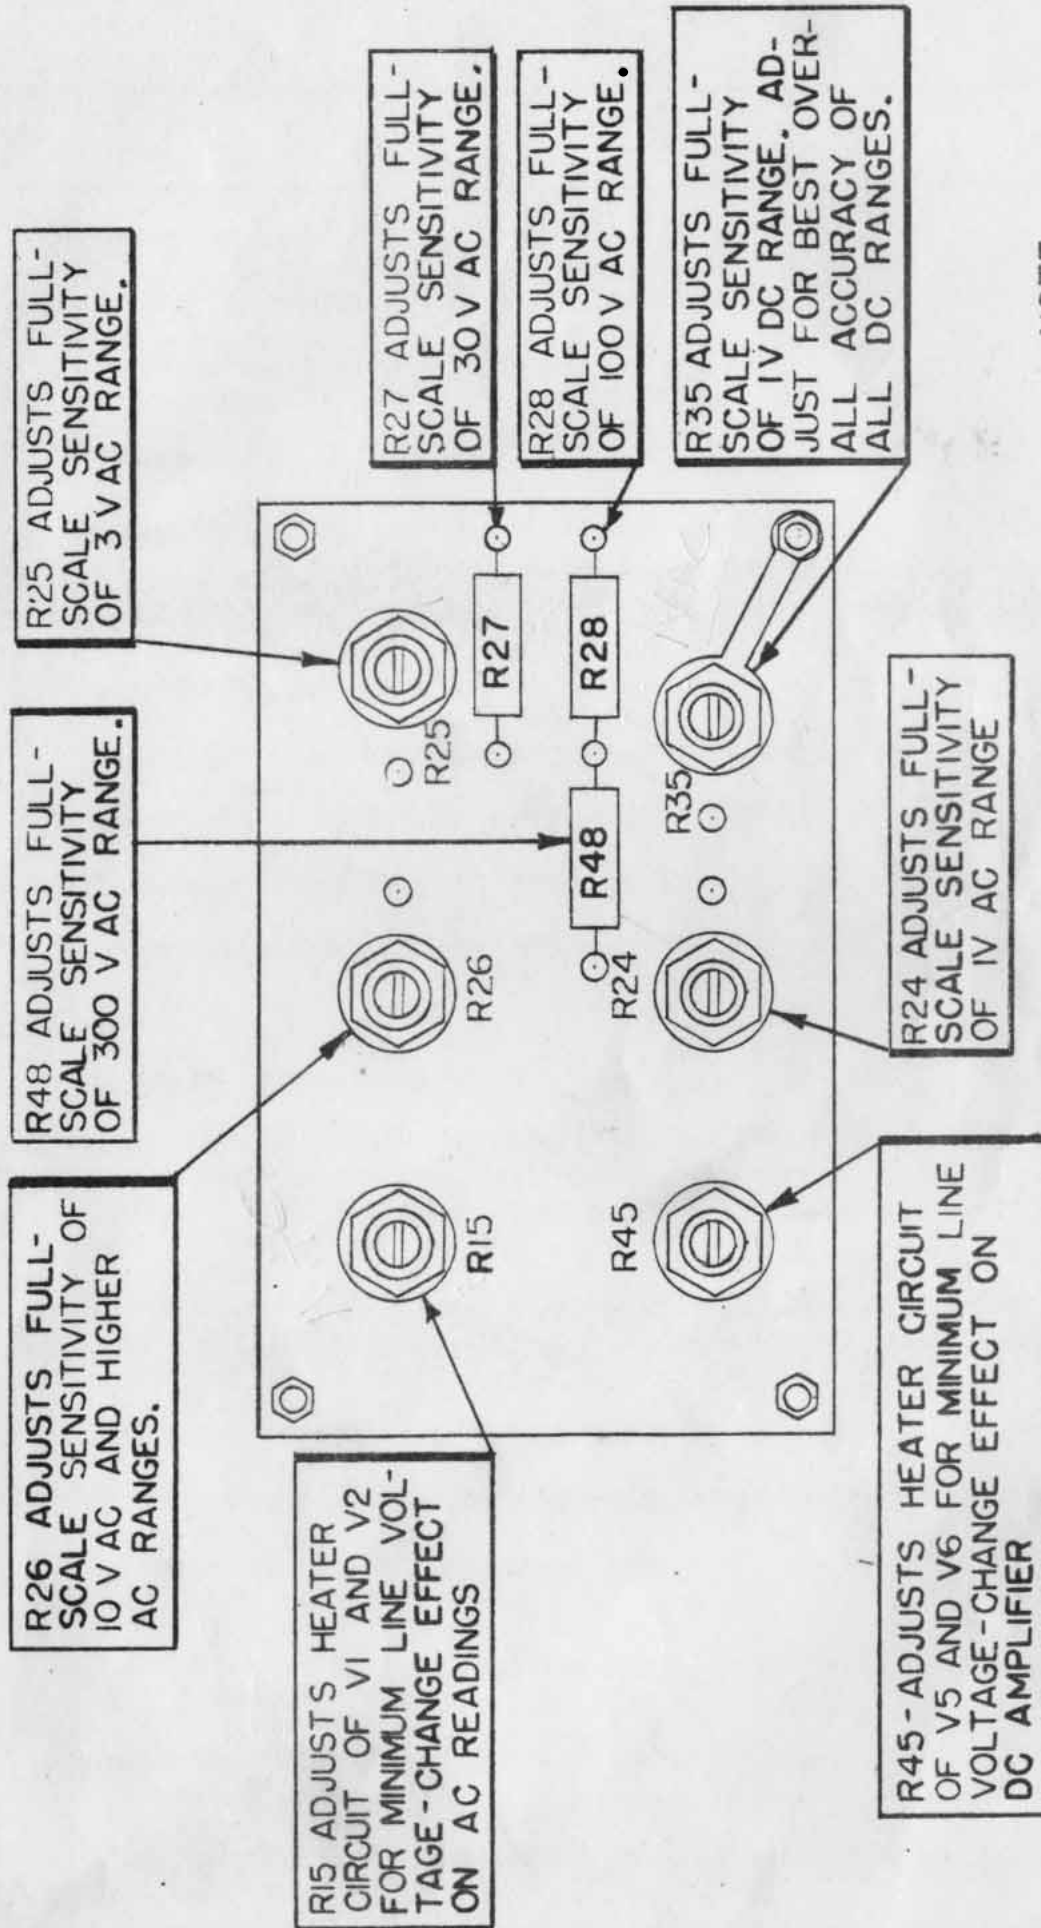 R26 ADJUSTS FULL-
SCALE SENSITIVITY OF
10 V AC AND HIGHER
AC RANGES.
R48 ADJUSTS FULL-
SCALE SENSITIVITY
OF 300 V AC RANGE.
R25 ADJUSTS FULL-
SCALE SENSITIVITY
OF 3 V AC RANGE.
R15 ADJUSTS HEATER
CIRCUIT OF V1 AND V2
FOR MINIMUM LINE VOL-
TAGE-CHANGE EFFECT
ON AC READINGS
R27 ADJUSTS FULL-
SCALE SENSITIVITY
OF 30 V AC RANGE.
R28 ADJUSTS FULL-
SCALE SENSITIVITY
OF 100 V AC RANGE.
R35 ADJUSTS FULL-
SCALE SENSITIVITY
OF 1V DC RANGE. AD-
JUST FOR BEST OVER-
ALL ACCURACY OF
ALL DC RANGES.
R15
R26
R25
R27
R48
R28
R45
R24
R35
R45-ADJUSTS HEATER CIRCUIT
OF V5 AND V6 FOR MINIMUM LINE
VOLTAGE-CHANGE EFFECT ON
DC AMPLIFIER
R24 ADJUSTS FULL-
SCALE SENSITIVITY
OF 1V AC RANGE